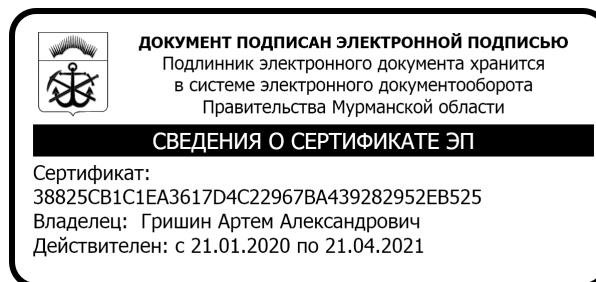 ДОКУМЕНТ ПОДПИСАН ЭЛЕКТРОННОЙ ПОДПИСЬЮ
Подлинник электронного документа хранится
в системе электронного документооборота
Правительства Мурманской области
СВЕДЕНИЯ О СЕРТИФИКАТЕ ЭП
Сертификат:
38825CB1C1EA3617D4C22967BA439282952EB525
Владелец: Гришин Артем Александрович
Действителен: с 21.01.2020 по 21.04.2021